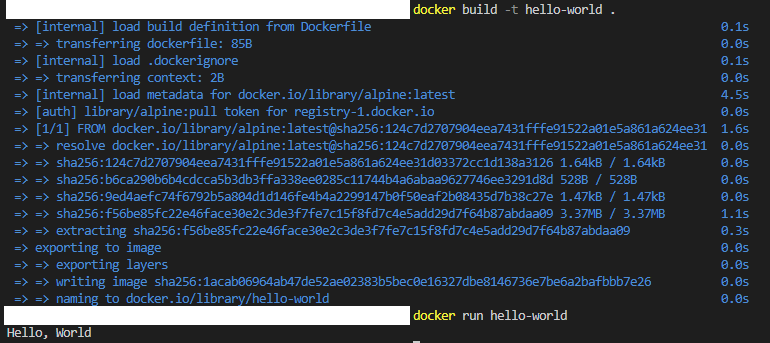 docker build -t hello-world .
=> [internal] load build definition from Dockerfile 0.1s
=> => transferring dockerfile: 85B 0.0s
=> [internal] load .dockerignore 0.1s
=> => transferring context: 2B 0.0s
=> [internal] load metadata for docker.io/library/alpine:latest 4.5s
=> [auth] library/alpine:pull token for registry-1.docker.io 0.0s
=> [1/1] FROM docker.io/library/alpine:latest@sha256:124c7d2707904eea7431fffe91522a01e5a861a624ee31 1.6s
=> => resolve docker.io/library/alpine:latest@sha256:124c7d2707904eea7431fffe91522a01e5a861a624ee31 0.0s
=> => sha256:124c7d2707904eea7431fffe91522a01e5a861a624ee31d03372cc1d138a3126 1.64kB / 1.64kB 0.0s
=> => sha256:b6ca290b6b4cdcca5b3db3ffa338ee0285c11744b4a6abaa9627746ee3291d8d 528B / 528B 0.0s
=> => sha256:9ed4aefc74f6792b5a804d1d146fe4b4a2299147b0f50eaf2b08435d7b38c27e 1.47kB / 1.47kB 0.0s
=> => sha256:f56be85fc22e46face30e2c3de3f7fe7c15f8fd7c4e5add29d7f64b87abdaa09 3.37MB / 3.37MB 1.1s
=> => extracting sha256:f56be85fc22e46face30e2c3de3f7fe7c15f8fd7c4e5add29d7f64b87abdaa09 0.3s
=> exporting to image 0.0s
=> => exporting layers 0.0s
=> => writing image sha256:1acab06964ab47de52ae02383b5bec0e16327dbe8146736e7be6a2bafbbb7e26 0.0s
=> => naming to docker.io/library/hello-world 0.0s
docker run hello-world
Hello, World